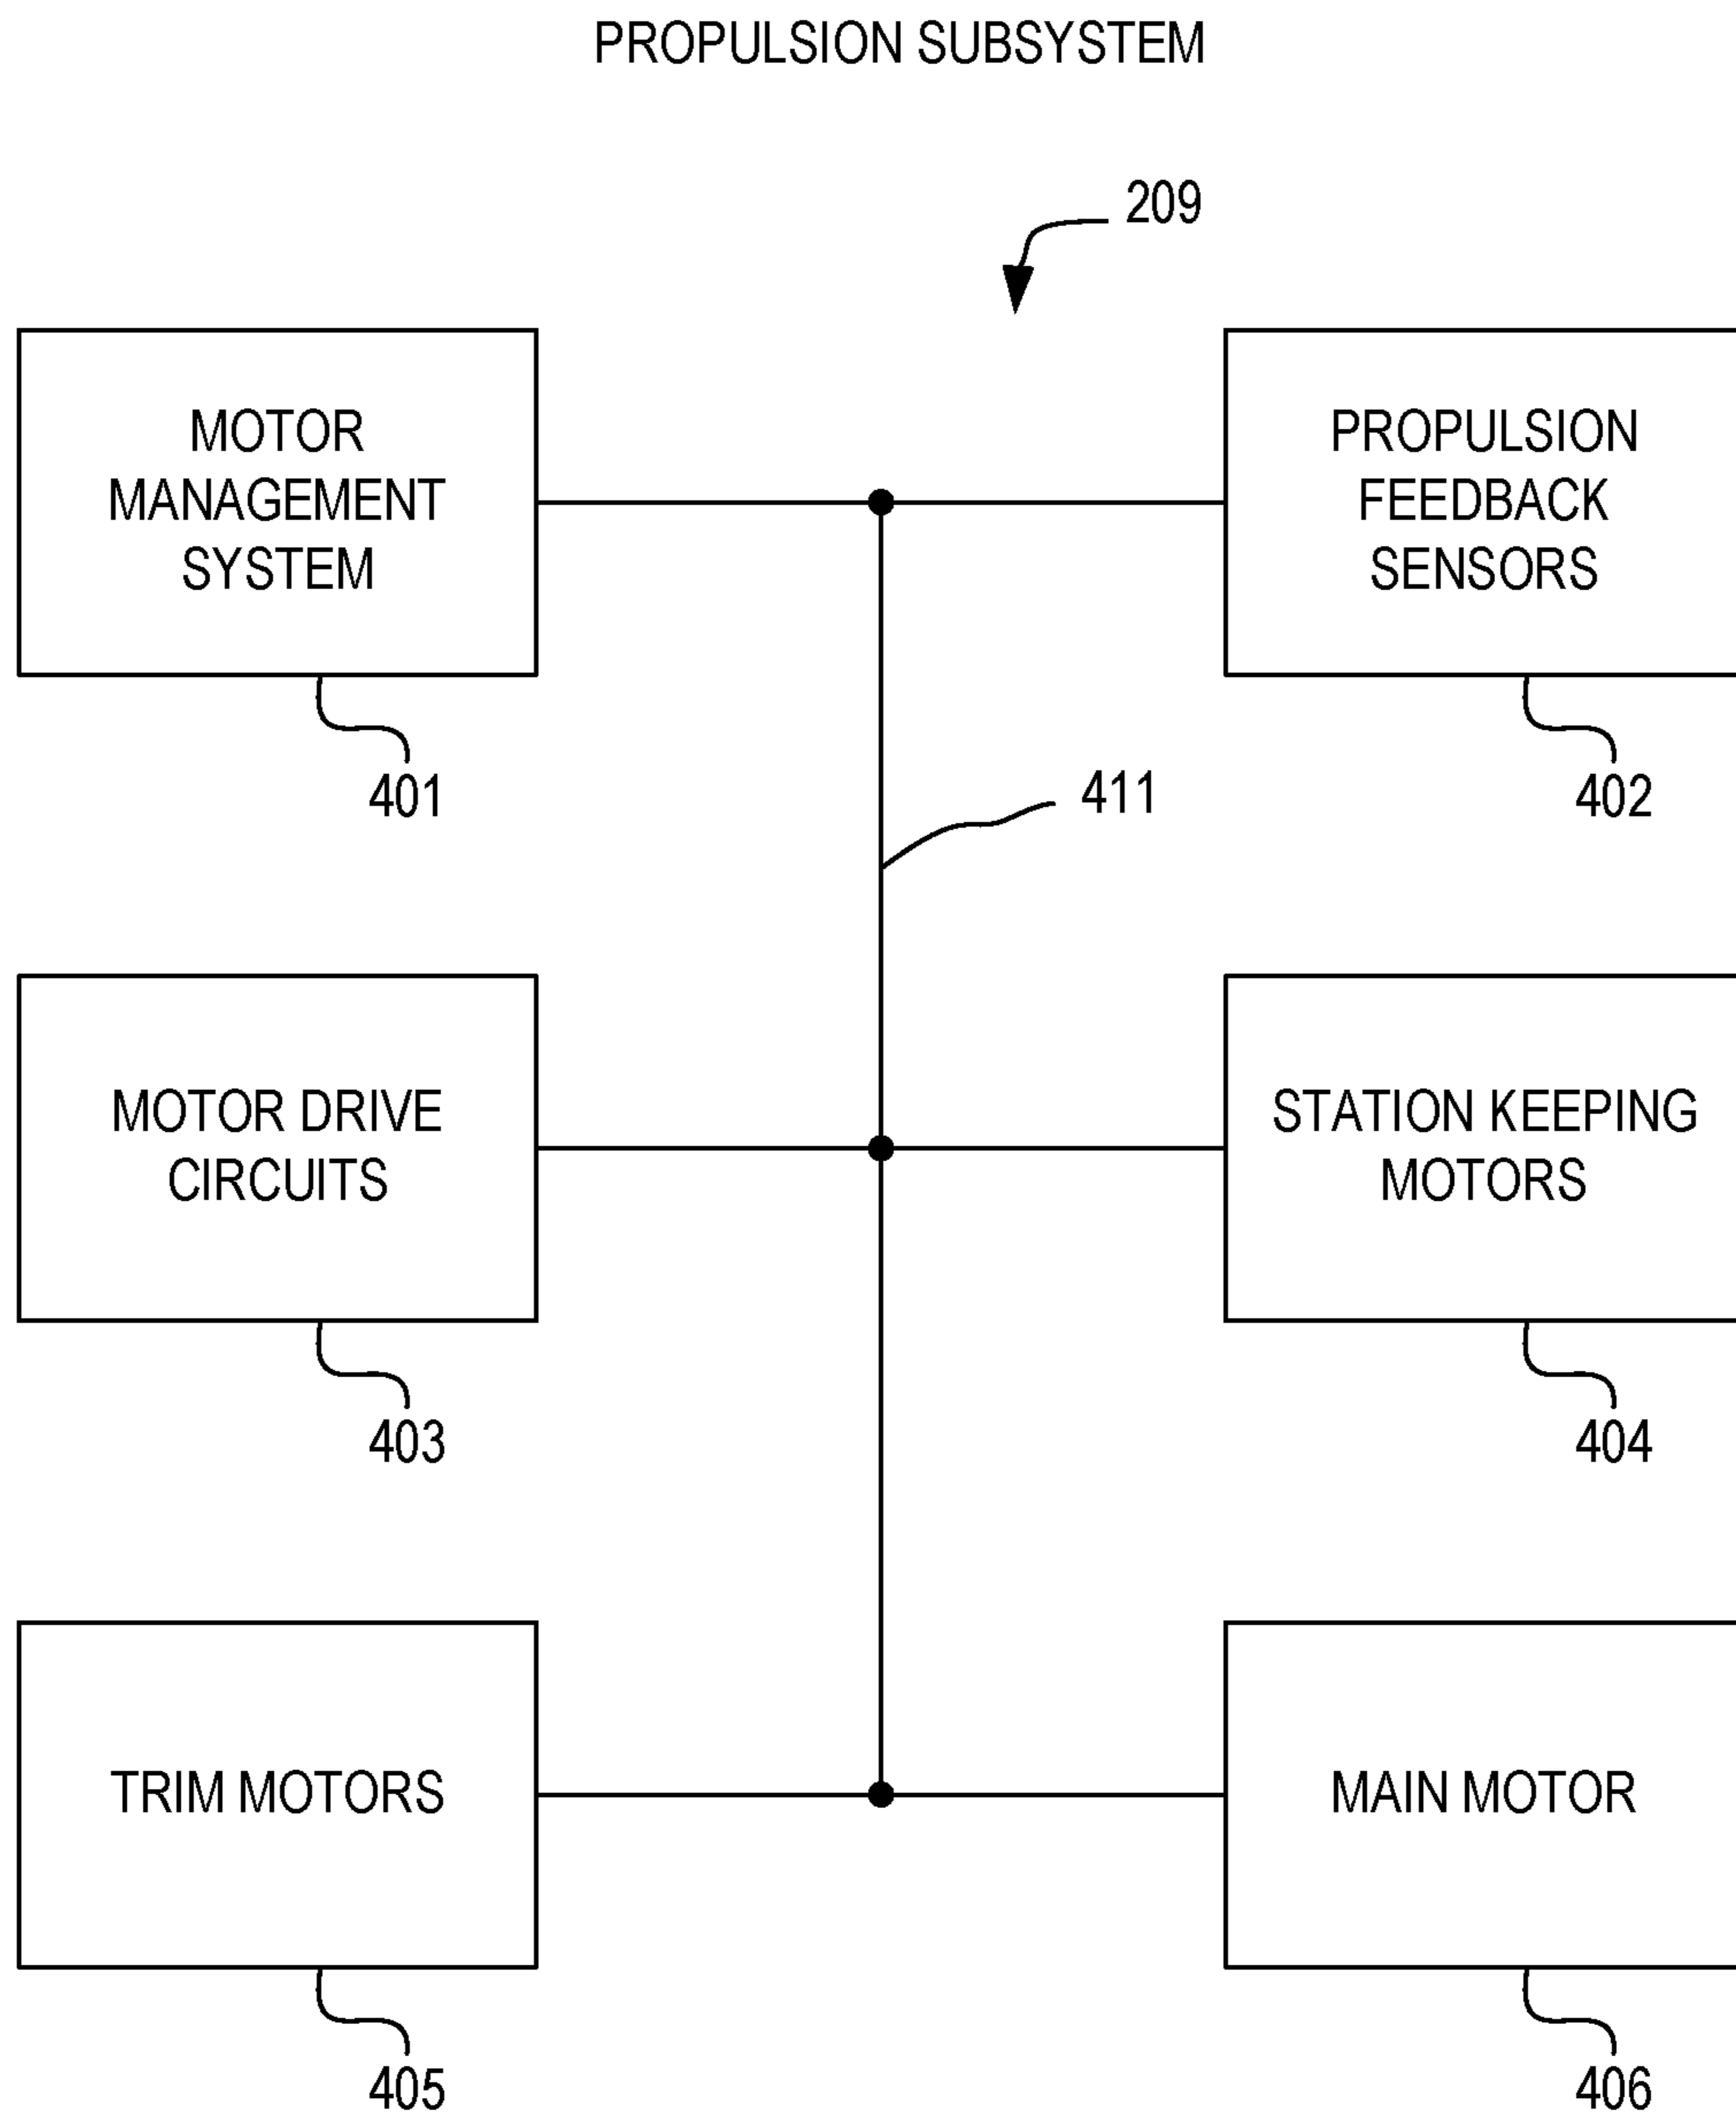 PROPULSION SUBSYSTEM
209
MOTOR
MANAGEMENT
SYSTEM
401
PROPULSION
FEEDBACK
SENSORS
402
411
MOTOR DRIVE
CIRCUITS
403
STATION KEEPING
MOTORS
404
TRIM MOTORS
405
MAIN MOTOR
406